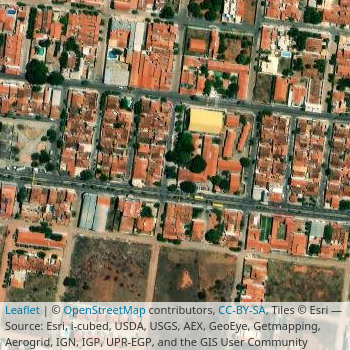 Leaflet | © OpenStreetMap contributors, CC-BY-SA, Tiles © Esri —
Source: Esri, i-cubed, USDA, USGS, AEX, GeoEye, Getmapping,
Aerogrid, IGN, IGP, UPR-EGP, and the GIS User Community